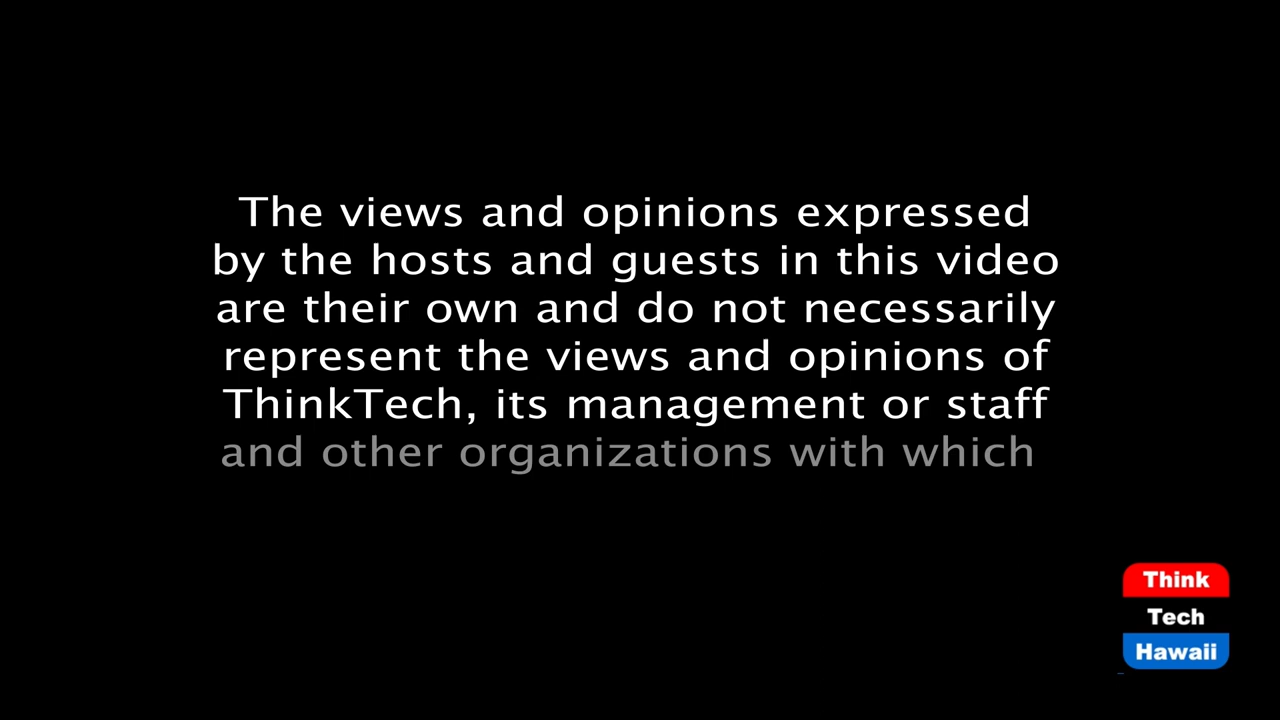 The views and opinions expressed
by the hosts and guests in this video
are their own and do not necessarily
represent the views and opinions of
ThinkTech, its management or staff
and other organizations with which
Think
Tech
Hawaii